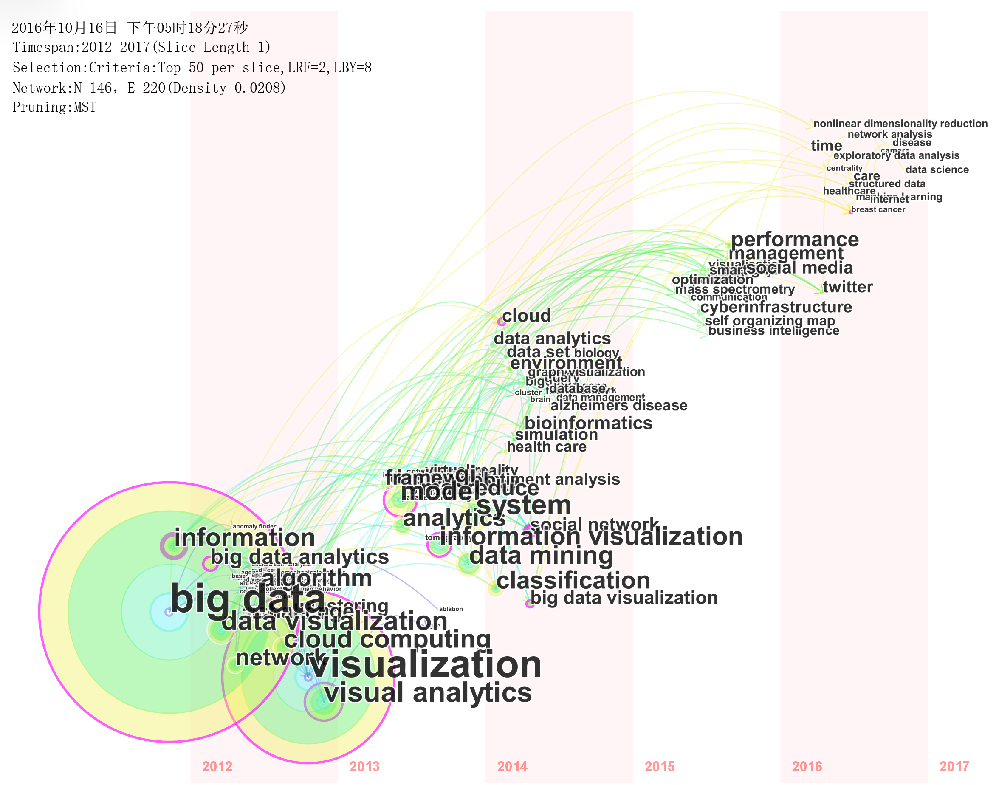 2016年10月16日 下午05时18分27秒
Timespan:2012-2017(Slice Length=1)
Selection:Criteria:Top 50 per slice,LRF=2,LBY=8
Network:N=146, E=220(Density=0.0208)
Pruning:MST
nonlinear dimensionality reduction
network analysis
disease
time
camera
exploratory data analysis
centrality
data science
care
structured data
healthcare
internet
breast cancer
performance
management
social media
optimization
twitter
mass spectrometry
communication
cyberinfrastructure
self organizing map
business intelligence
cloud
data analytics
data set
biology
environment
graph visualization
query
database
cluster
data management
brain
alzheimers disease
bioinformatics
simulation
health care
virtual reality
analysis
model
system
analytics
social network
tomography
information visualization
data mining
classification
big data visualization
anomaly finder
information
big data analytics
clickstream analysis
algorithm
big data
ablation
data visualization
cloud computing
network
visualization
visual analytics
2012
2013
2014
2015
2016
2017